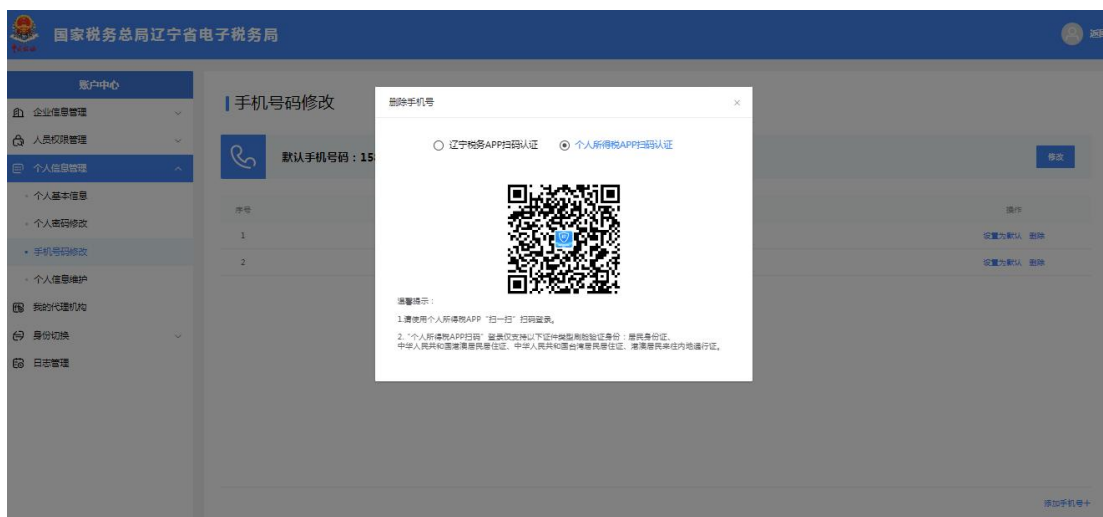 国家税务总局辽宁省电子税务局
账户中心
企业信息管理
人员权限管理
个人信息管理
个人基本信息
个人密码修改
手机号码修改
个人信息维护
我的代理机构
身份切换
日志管理
手机号码修改
默认手机号码：15
修改
序号
操作
1
设置为默认 删除
2
设置为默认 删除
添加手机号+
删除手机号
辽宁税务APP扫码认证
个人所得税APP扫码认证
温馨提示：
1.请使用个人所得税APP“扫一扫”扫码登录。
2.“个人所得税APP扫码”登录仅支持以下证件类型刷脸验证身份：居民身份证、
中华人民共和国港澳居民居住证、中华人民共和国台湾居民居住证、港澳居民来往内地通行证。